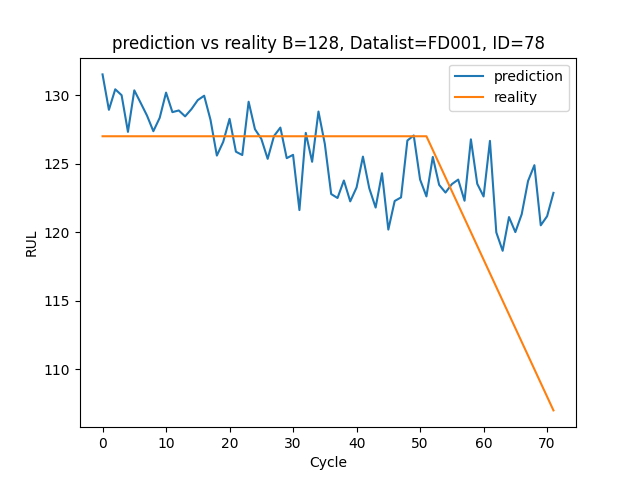 prediction vs reality B=128, Datalist=FD001, ID=78
prediction
reality
RUL
130
125
120
115
110
0 10 20 30 40 50 60 70
Cycle